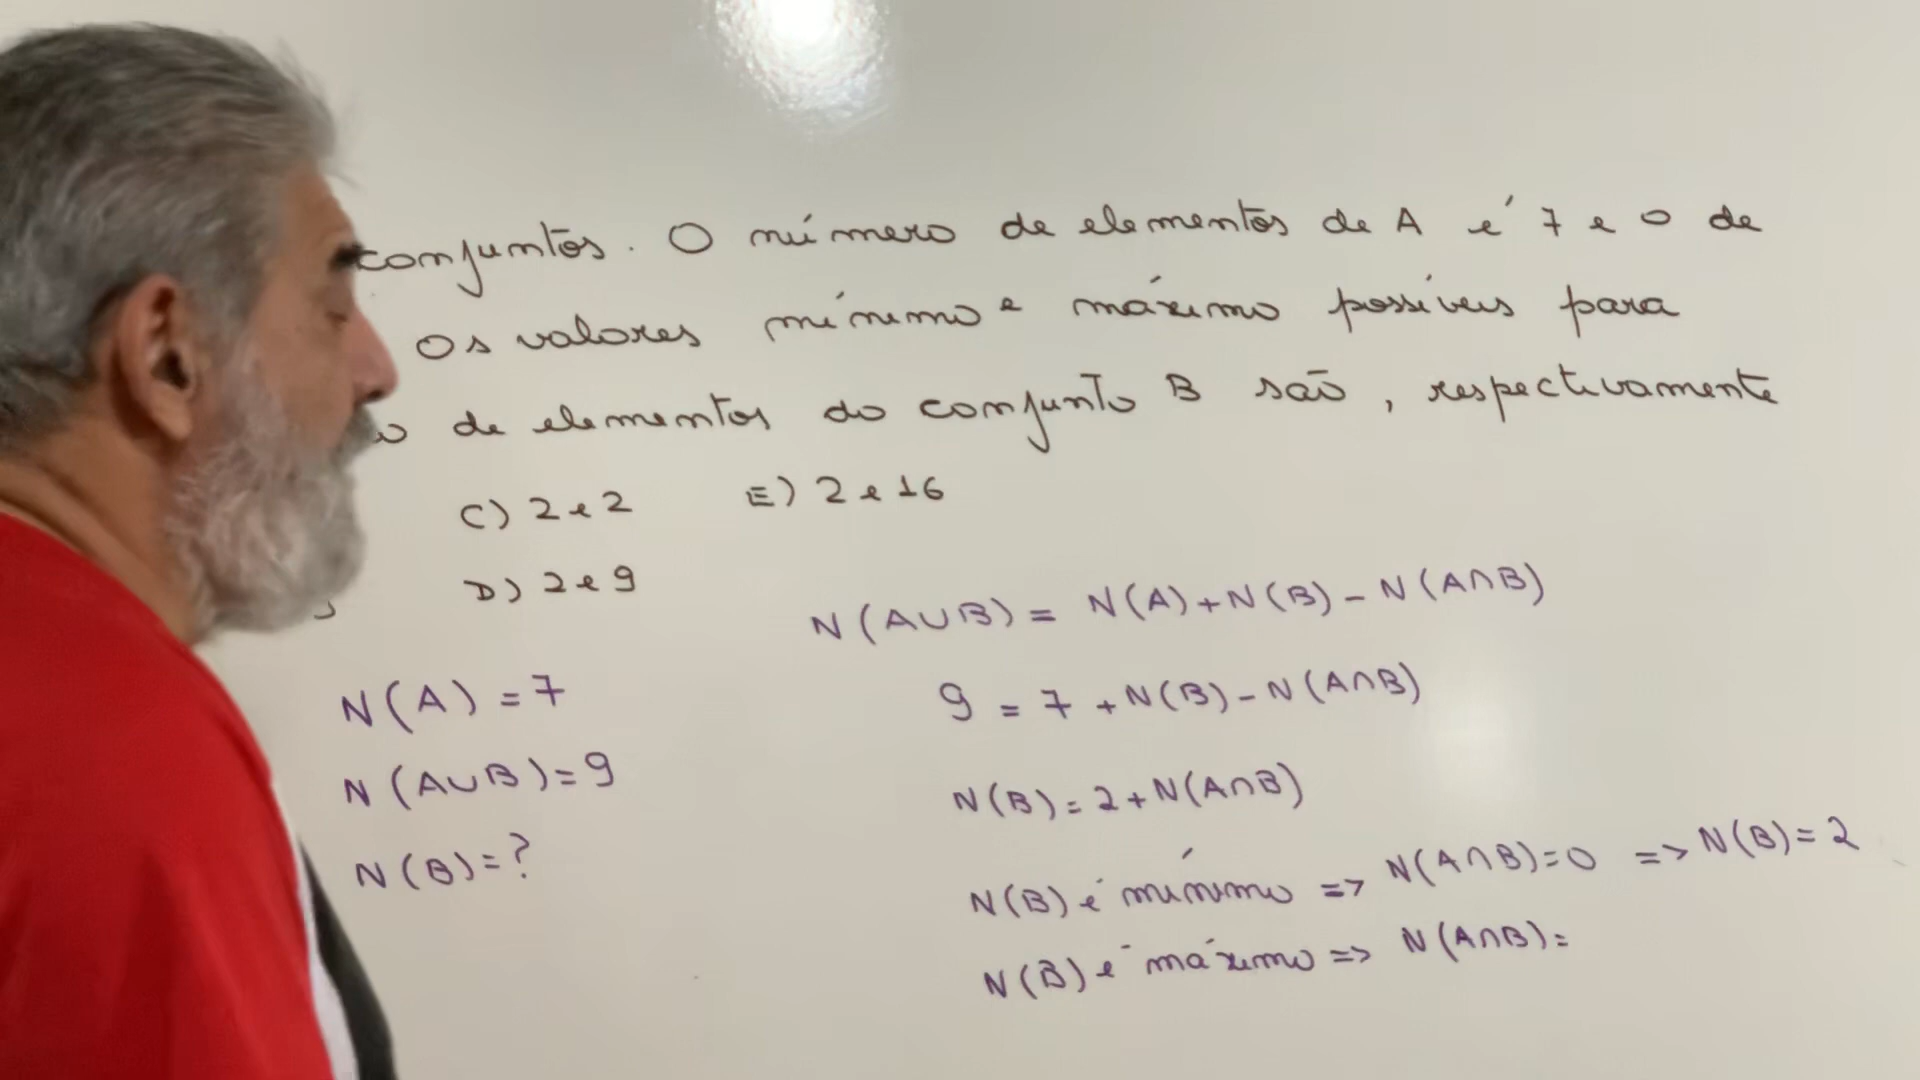 conjuntos. O número de elementos de A é 7 e o de
Os valores mínimo e máximo possíveis para
de elementos do conjunto B são, respectivamente
C) 2 e 2
E) 2 e 16
D) 2 e 9
N(A∪B) = N(A)+N(B)-N(A∩B)
N(A) = 7
9 = 7 + N(B) - N(A∩B)
N(A∪B)=9
N(B)=2+N(A∩B)
N(B)=?
N(B) é mínimo => N(A∩B)=0 => N(B)=2
N(B) é máximo => N(A∩B)=